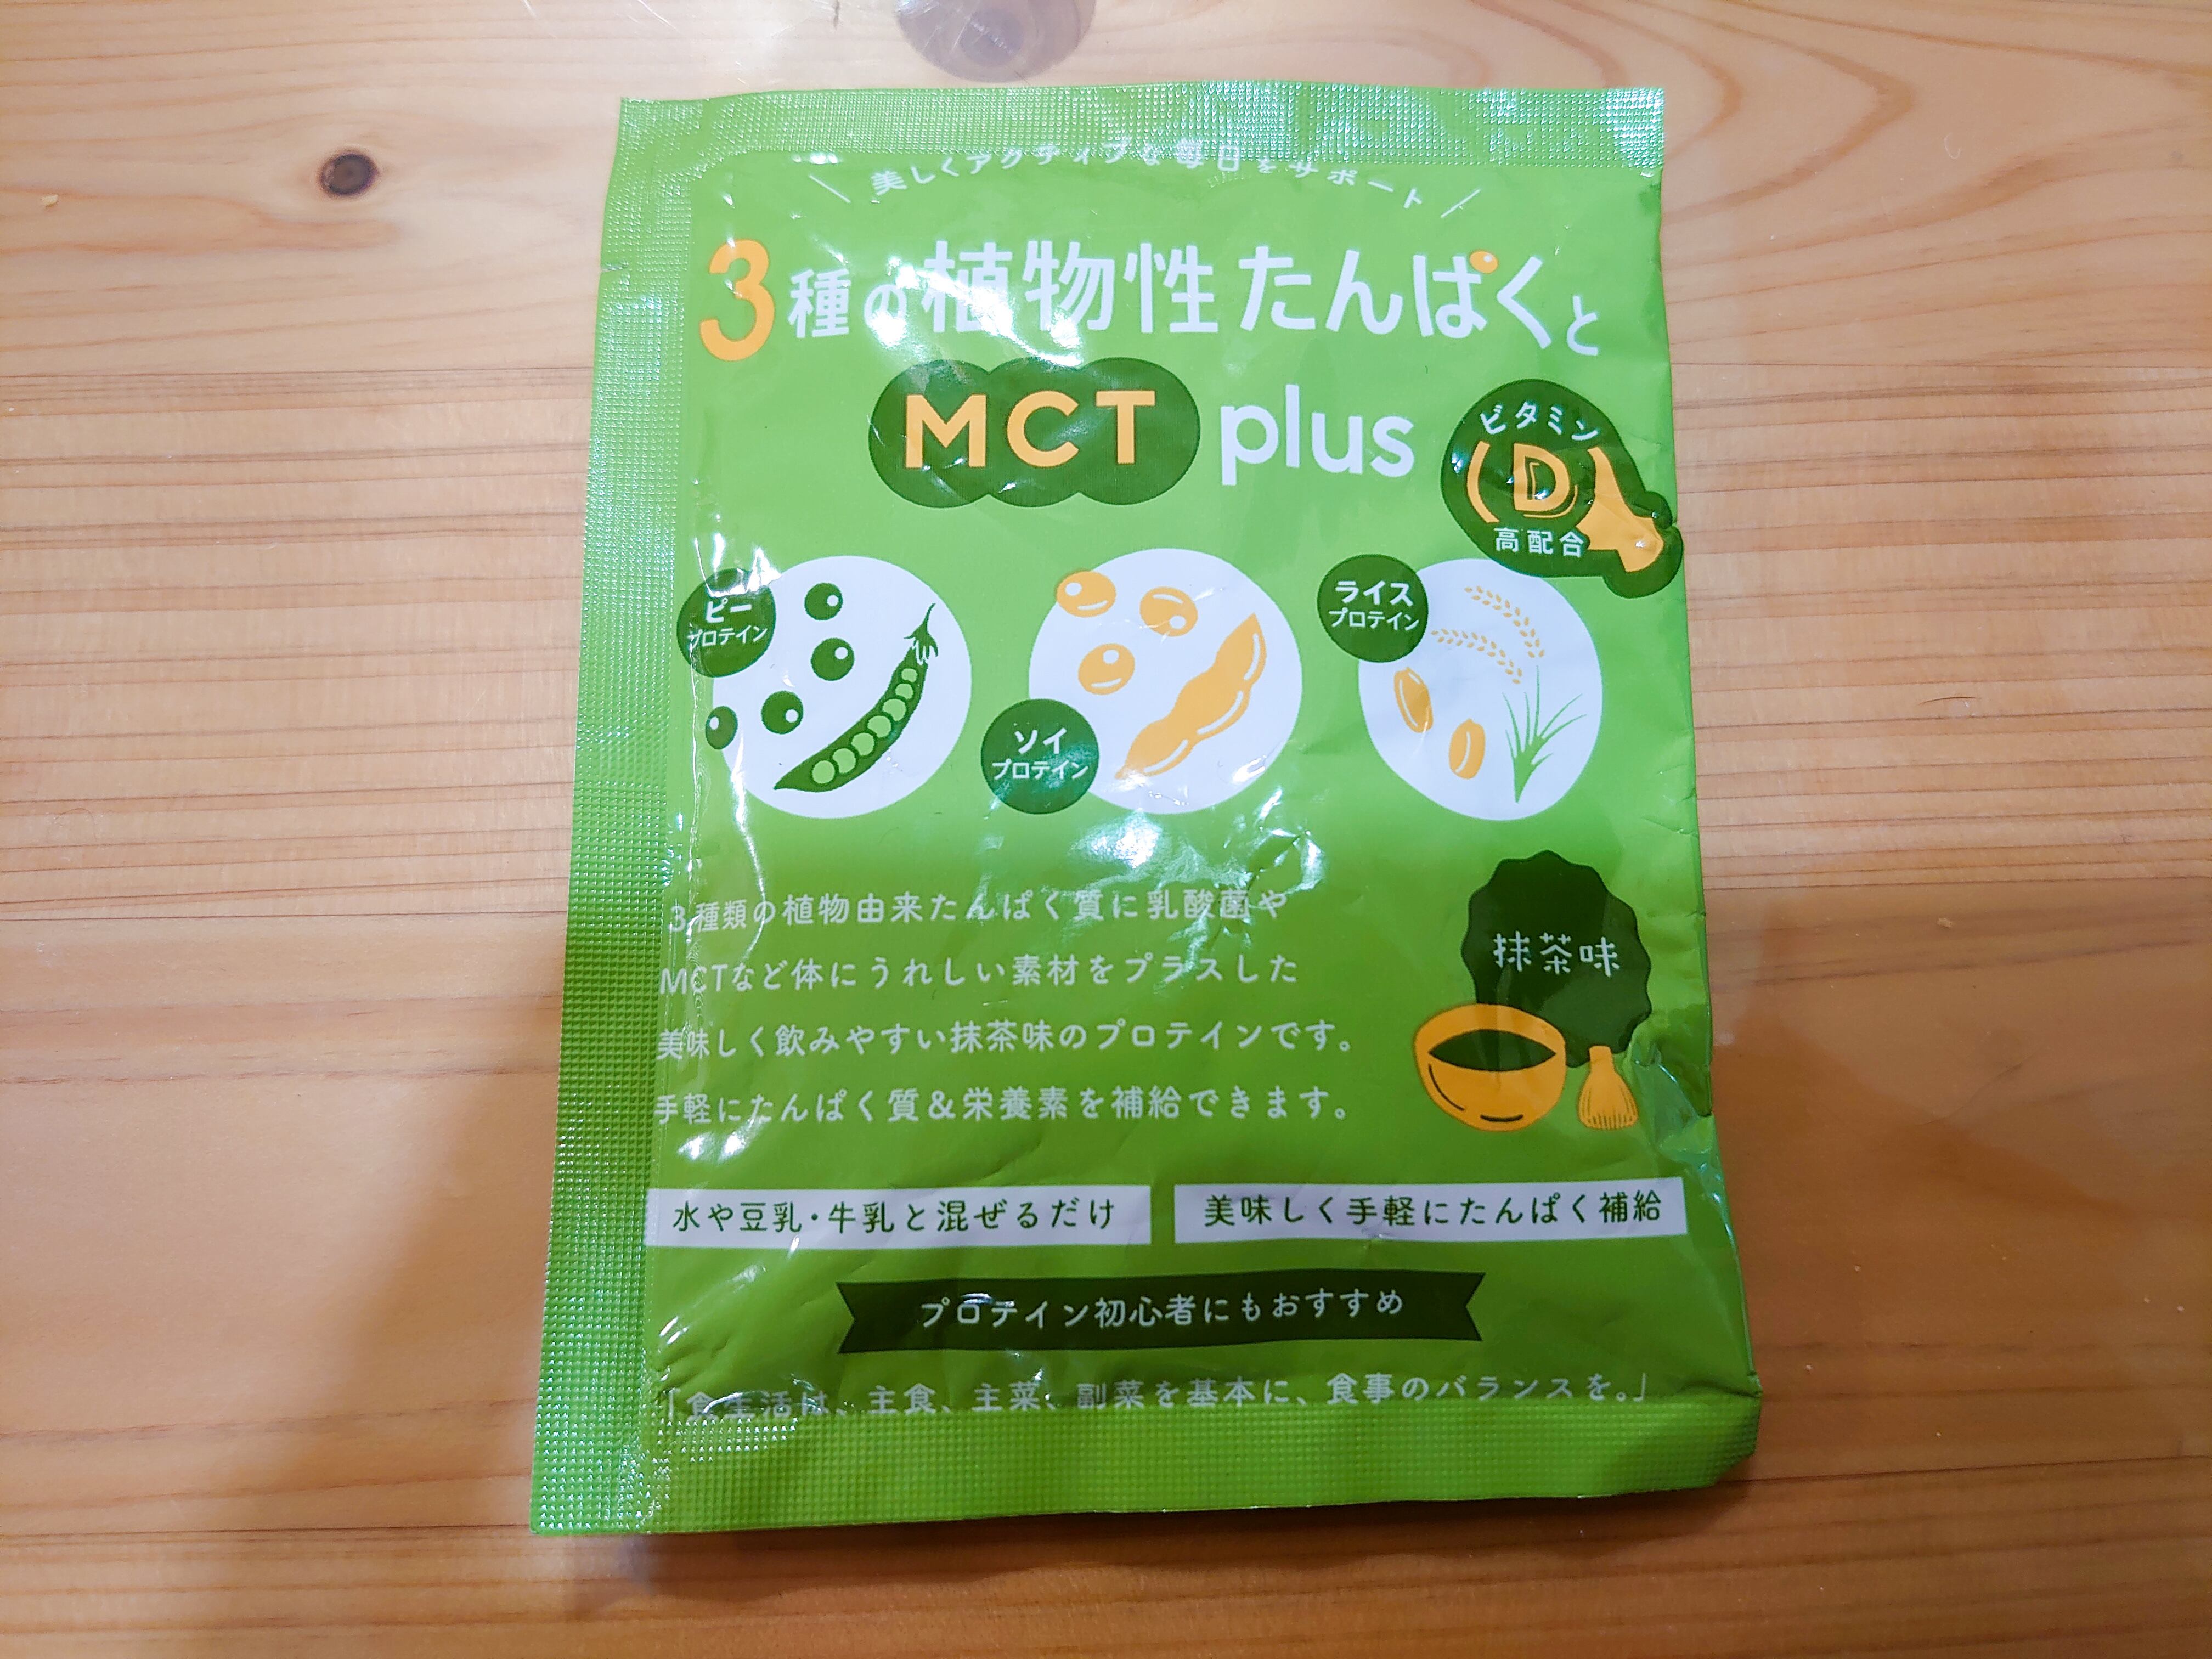 美しくアクティブな毎日をサポート
3種の植物性たんぱくと
MCT plus
ビタミン
D
高配合
ピー
プロテイン
ソイ
プロテイン
ライス
プロテイン
3種類の植物由来たんぱく質に乳酸菌や
MCTなど体にうれしい素材をプラスした
美味しく飲みやすい抹茶味のプロテインです。
手軽にたんぱく質&栄養素を補給できます。
抹茶味
水や豆乳・牛乳と混ぜるだけ
美味しく手軽にたんぱく補給
プロテイン初心者にもおすすめ
「食生活は、主食、主菜、副菜を基本に、食事のバランスを。」